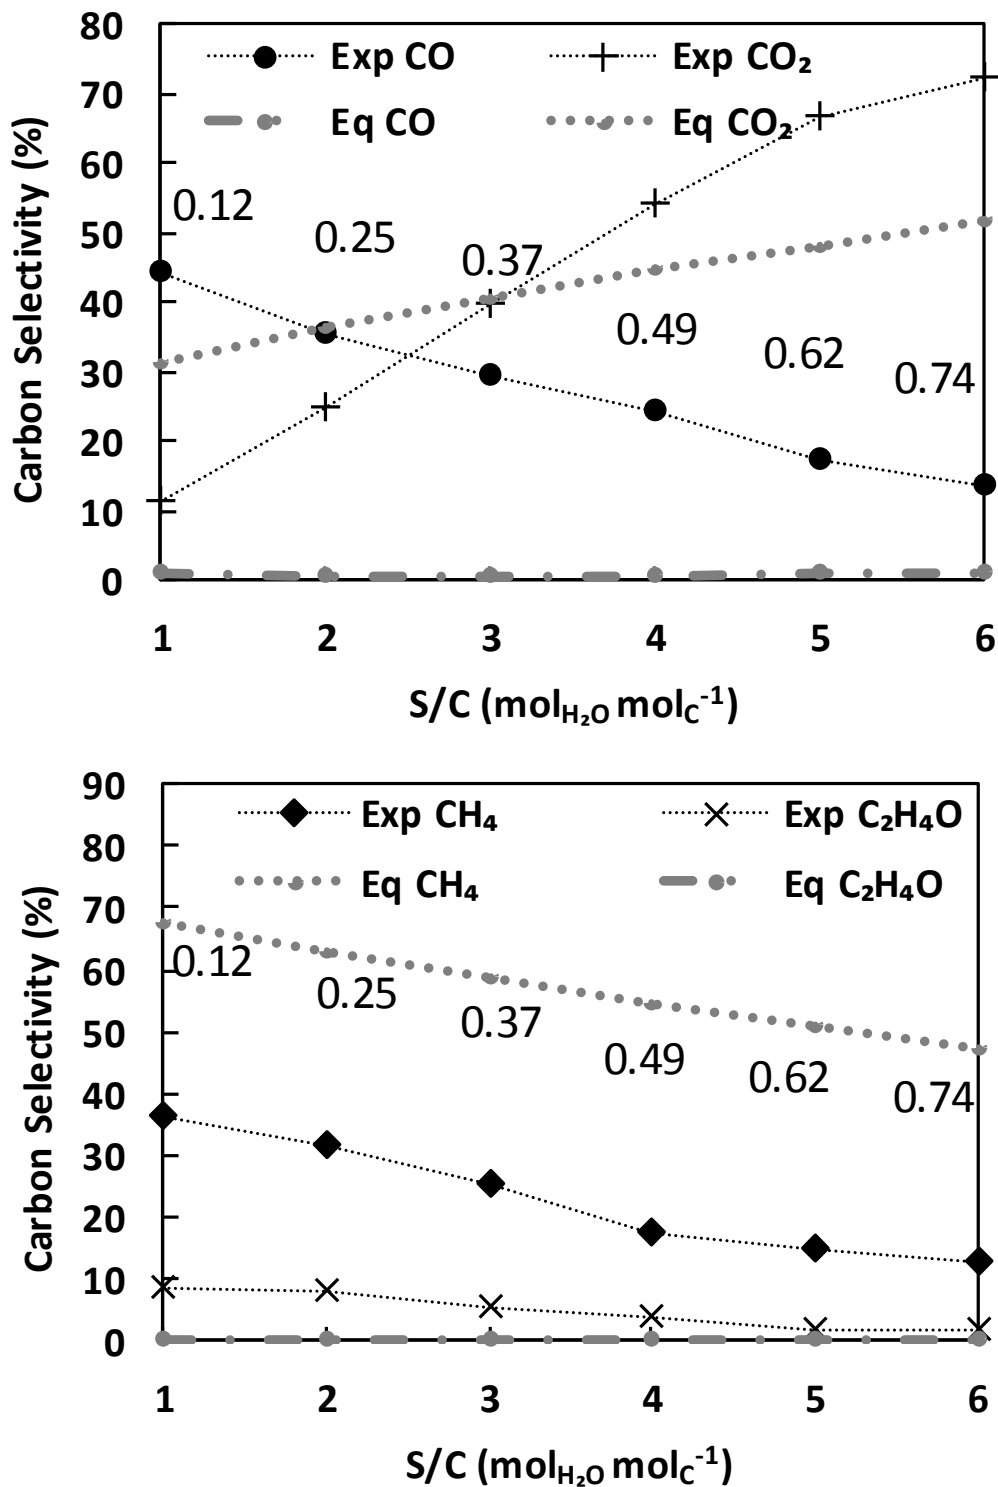 80
70
60
50
40
30
20
10
0
Carbon Selectivity (%)
Exp CO
Exp CO₂
Eq CO
Eq CO₂
0.12
0.25
0.37
0.49
0.62
0.74
1 2 3 4 5 6
S/C (mol_H₂O mol_C⁻¹)
90
80
70
60
50
40
30
20
10
0
Carbon Selectivity (%)
Exp CH₄
Exp C₂H₄O
Eq CH₄
Eq C₂H₄O
0.12
0.25
0.37
0.49
0.62
0.74
1 2 3 4 5 6
S/C (mol_H₂O mol_C⁻¹)